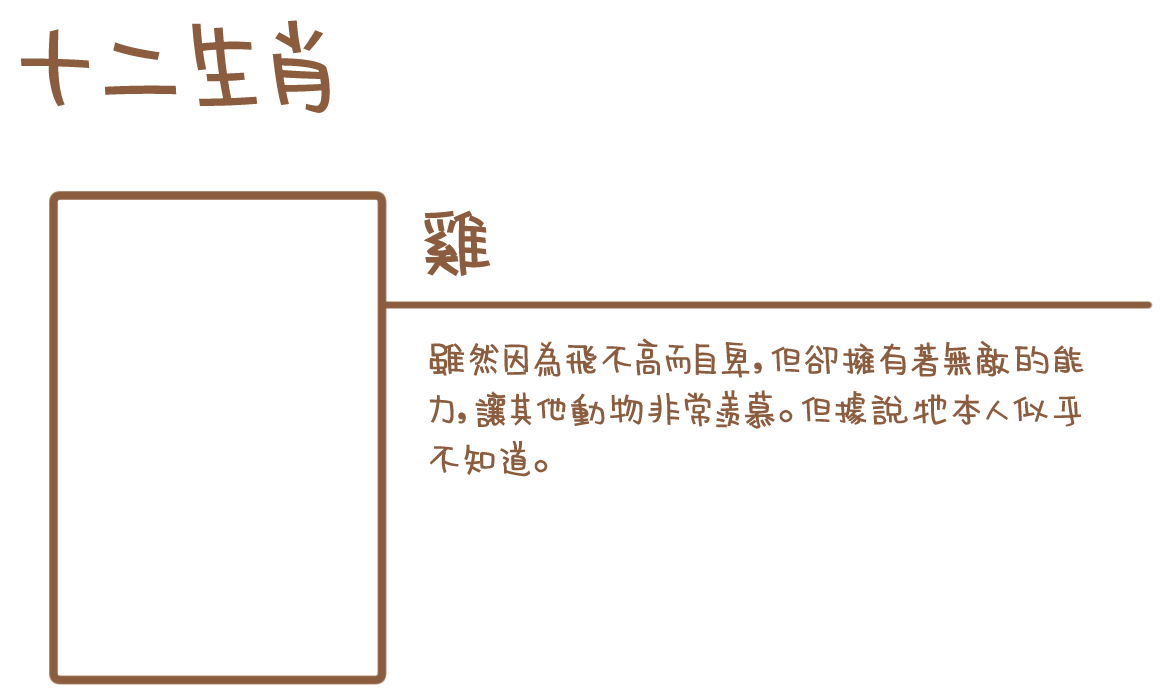 十二生肖
雞
雖然因為飛不高而自卑,但卻擁有著無敵的能
力,讓其他動物非常羨慕。但據說牠本人似乎
不知道。